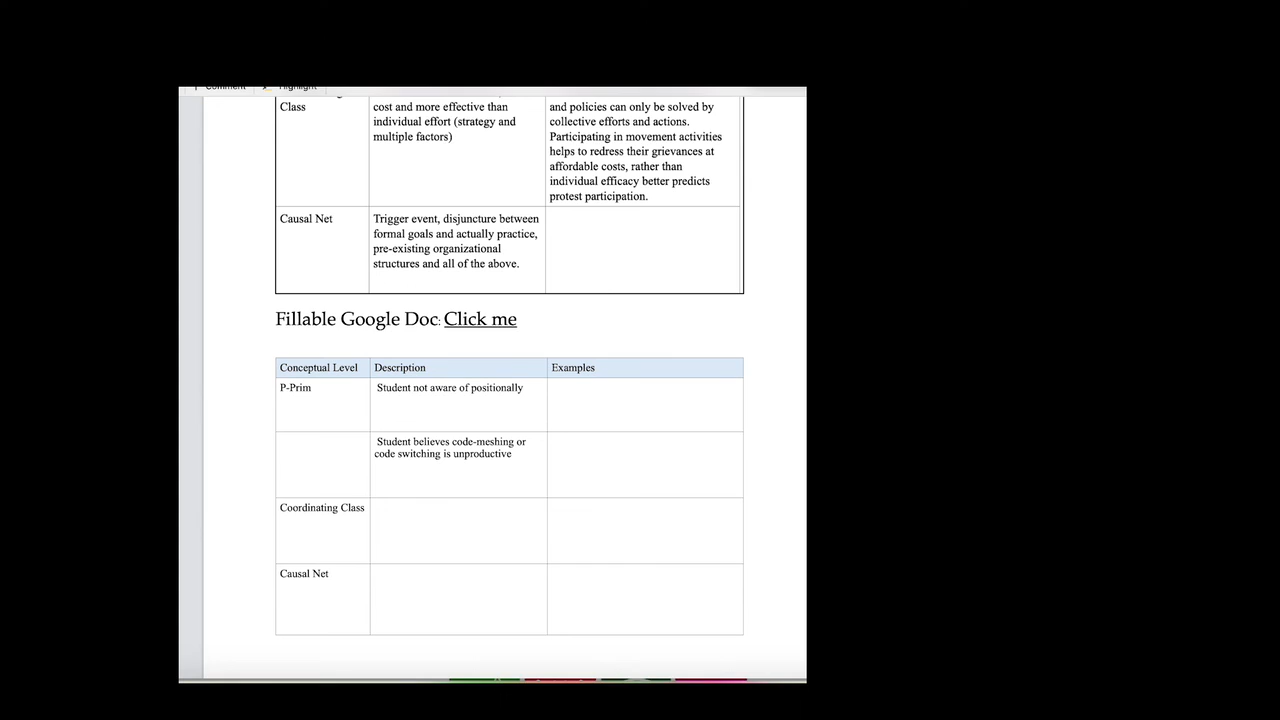 Comment Highlight
Class
cost and more effective than
individual effort (strategy and
multiple factors)
and policies can only be solved by
collective efforts and actions.
Participating in movement activities
helps to redress their grievances at
affordable costs, rather than
individual efficacy better predicts
protest participation.
Causal Net
Trigger event, disjuncture between
formal goals and actually practice,
pre-existing organizational
structures and all of the above.
Fillable Google Doc: Click me
Conceptual Level Description Examples
P-Prim Student not aware of positionally
Student believes code-meshing or
code switching is unproductive
Coordinating Class
Causal Net